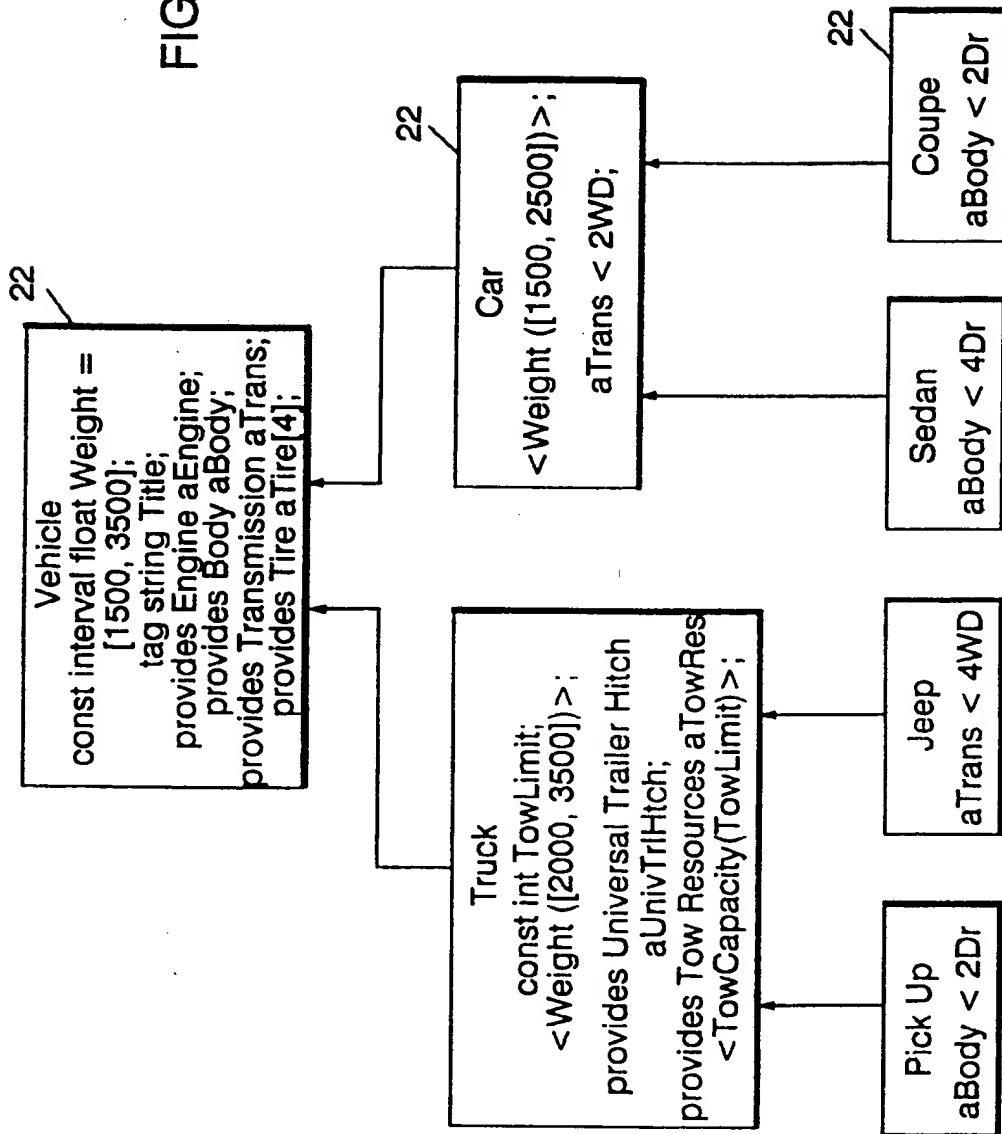 FIG
22
Vehicle
const interval float Weight =
[1500, 3500];
tag string Title;
provides Engine aEngine;
provides Body aBody;
provides Transmission aTrans;
provides Tire aTire[4];
Truck
const int TowLimit;
<Weight ([2000, 3500])>;
provides Universal Trailer Hitch
aUnivTrlHtch;
provides Tow Resources aTowRes
<TowCapacity(TowLimit)>;
22
Car
<Weight ([1500, 2500])>;
aTrans < 2WD;
Pick Up
aBody < 2Dr
Jeep
aTrans < 4WD
Sedan
aBody < 4Dr
22
Coupe
aBody < 2Dr